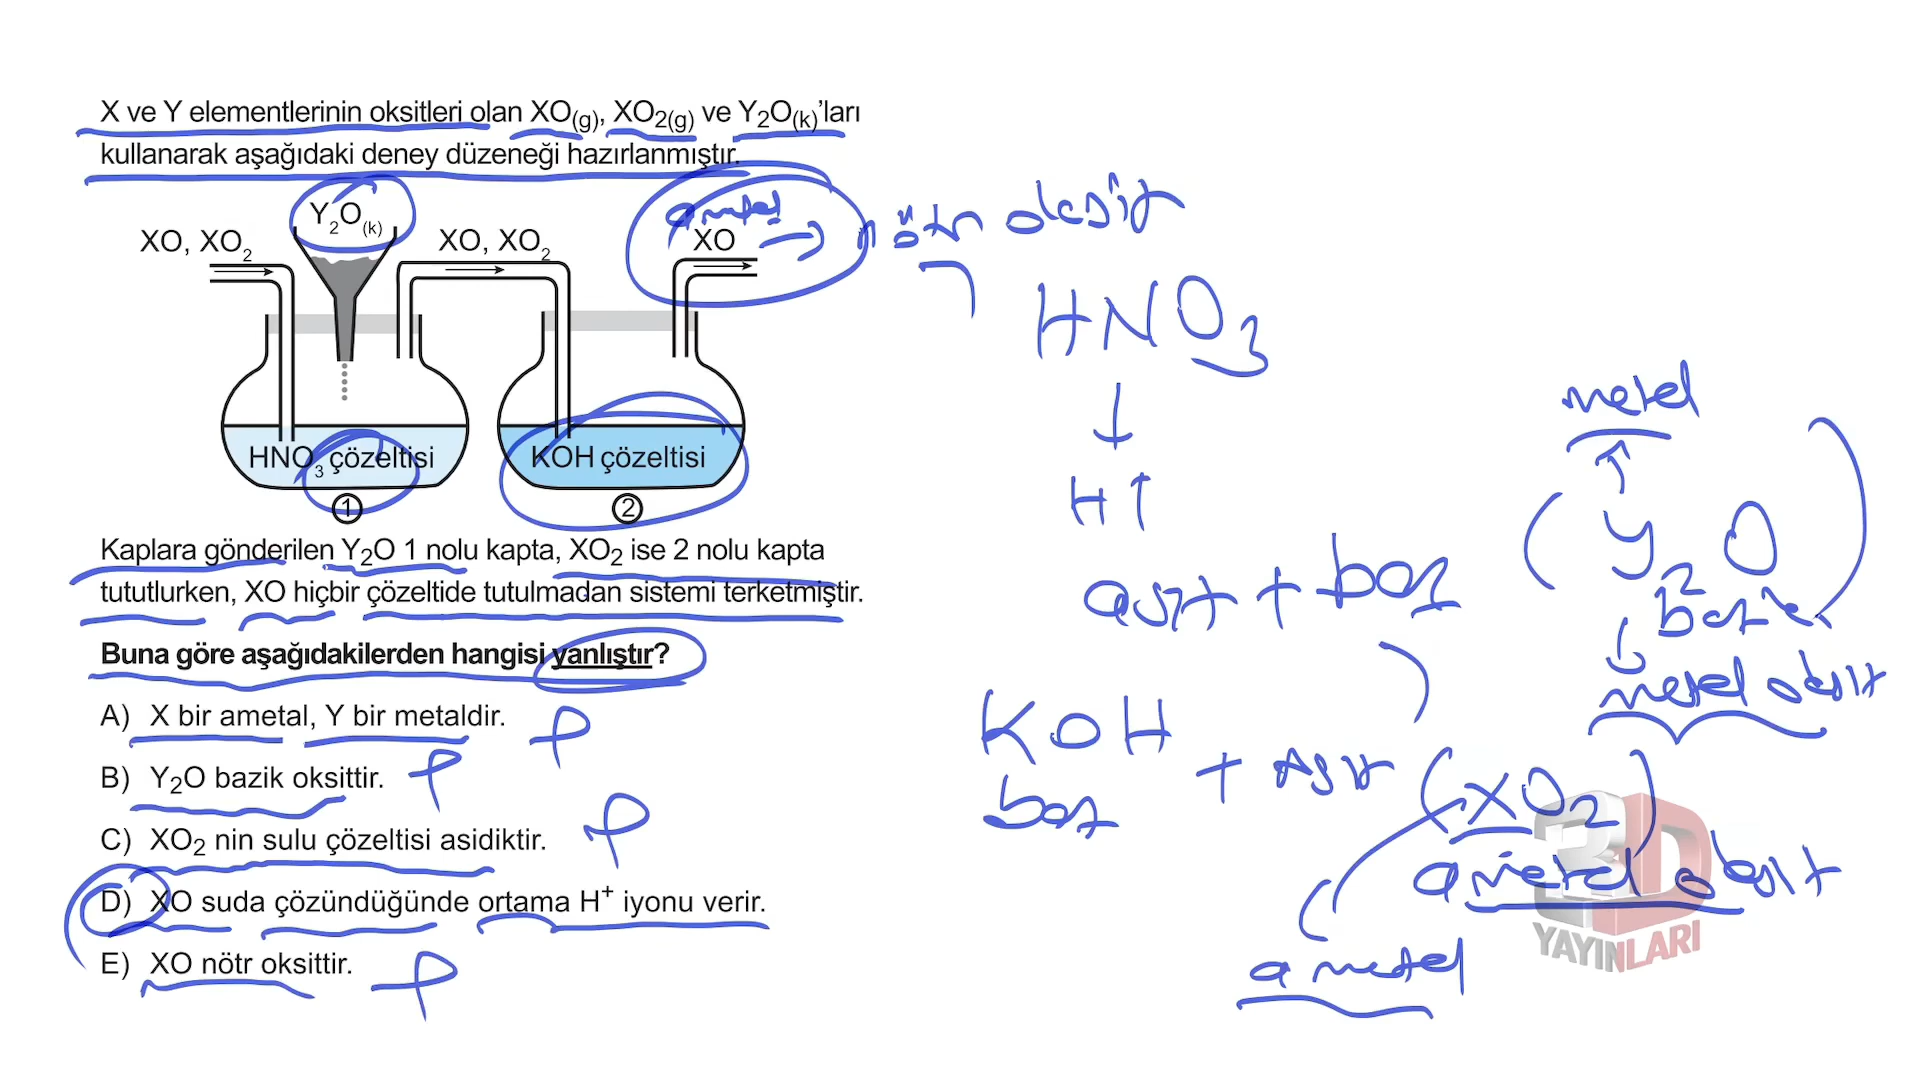 X ve Y elementlerinin oksitleri olan XO(g), XO2(g) ve Y2O(k)'ları
kullanarak aşağıdaki deney düzeneği hazırlanmıştır.
XO, XO2
Y2O(k)
XO, XO2
ametal
XO
nötr oksit
HNO3 çözeltisi
1
KOH çözeltisi
2
Kaplara gönderilen Y2O 1 nolu kapta, XO2 ise 2 nolu kapta
tututlurken, XO hiçbir çözeltide tutulmadan sistemi terketmiştir.
Buna göre aşağıdakilerden hangisi yanlıştır?
A) X bir ametal, Y bir metaldir.
B) Y2O bazik oksittir.
C) XO2 nin sulu çözeltisi asidiktir.
D) XO suda çözündüğünde ortama H+ iyonu verir.
E) XO nötr oksittir.
HNO3
H↑
asit + baz
metal
Y2O
bazik
metal oksit
KOH + Asit (XO2)
baz
ametal oksit
ametal
3D
YAYINLARI